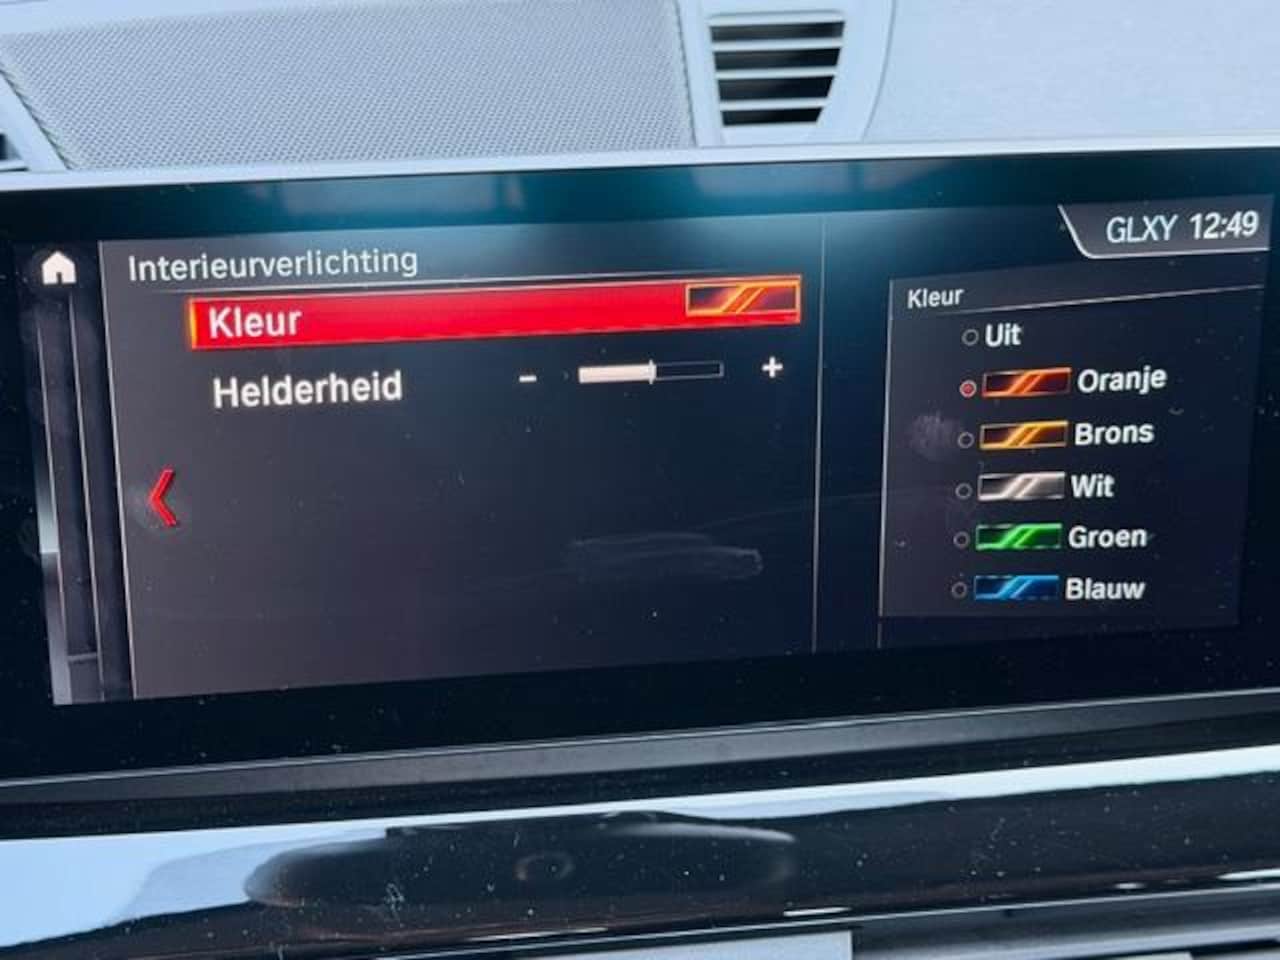 GLXY 12:49
Interieurverlichting
Kleur
Helderheid - +
Kleur
Uit
Oranje
Brons
Wit
Groen
Blauw